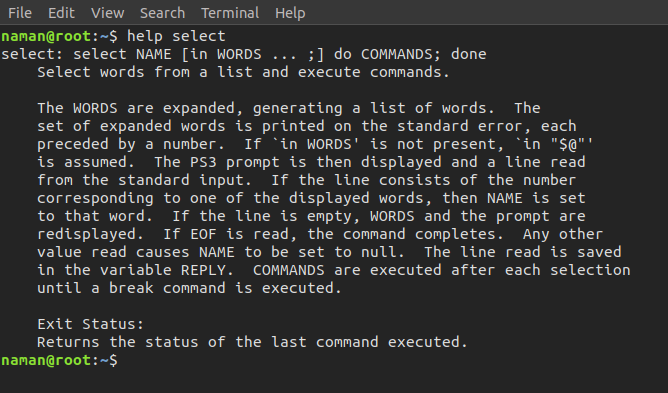 File Edit View Search Terminal Help
naman@root:~$ help select
select: select NAME [in WORDS ... ;] do COMMANDS; done
    Select words from a list and execute commands.

    The WORDS are expanded, generating a list of words.  The
    set of expanded words is printed on the standard error, each
    preceded by a number.  If `in WORDS' is not present, `in "$@"'
    is assumed.  The PS3 prompt is then displayed and a line read
    from the standard input.  If the line consists of the number
    corresponding to one of the displayed words, then NAME is set
    to that word.  If the line is empty, WORDS and the prompt are
    redisplayed.  If EOF is read, the command completes.  Any other
    value read causes NAME to be set to null.  The line read is saved
    in the variable REPLY.  COMMANDS are executed after each selection
    until a break command is executed.

    Exit Status:
    Returns the status of the last command executed.
naman@root:~$